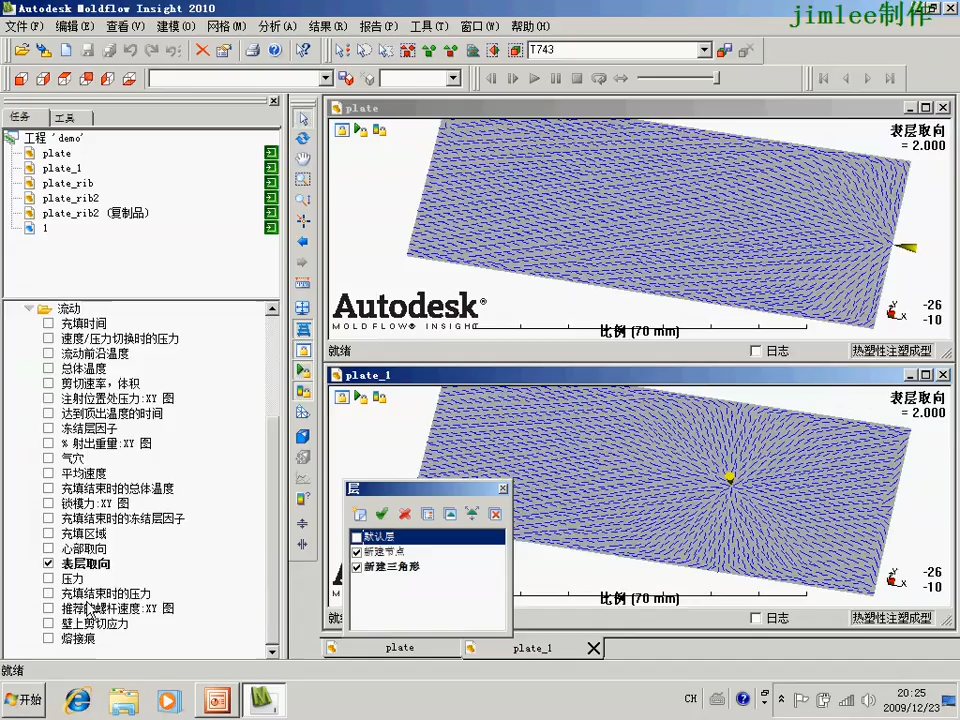 Autodesk Moldflow Insight 2010
jimlee制作
文件(F) 编辑(E) 查看(V) 建模(O) 网格(M) 分析(A) 结果(R) 报告(P) 工具(T) 窗口(W) 帮助(H)
T743
任务 工具
工程 'demo'
plate
plate_1
plate_rib
plate_rib2
plate_rib2 (复制品)
1
流动
充填时间
速度/压力切换时的压力
流动前沿温度
总体温度
剪切速率，体积
注射位置处压力:XY 图
达到顶出温度的时间
冻结层因子
% 射出重量:XY 图
气穴
平均速度
充填结束时的总体温度
锁模力:XY 图
充填结束时的冻结层因子
充填区域
心部取向
表层取向
压力
充填结束时的压力
推荐的螺杆速度:XY 图
壁上剪切应力
熔接痕
就绪
plate
表层取向
= 2.000
Autodesk®
MOLDFLOW® INSIGHT
比例 (70 mm)
Y
X
-26
-10
就绪
日志
热塑性注塑成型
plate_1
表层取向
= 2.000
比例 (70 mm)
Y
X
-26
-10
日志
热塑性注塑成型
层
默认层
新建节点
新建三角形
plate
plate_1
开始
CH
20:25
2009/12/23